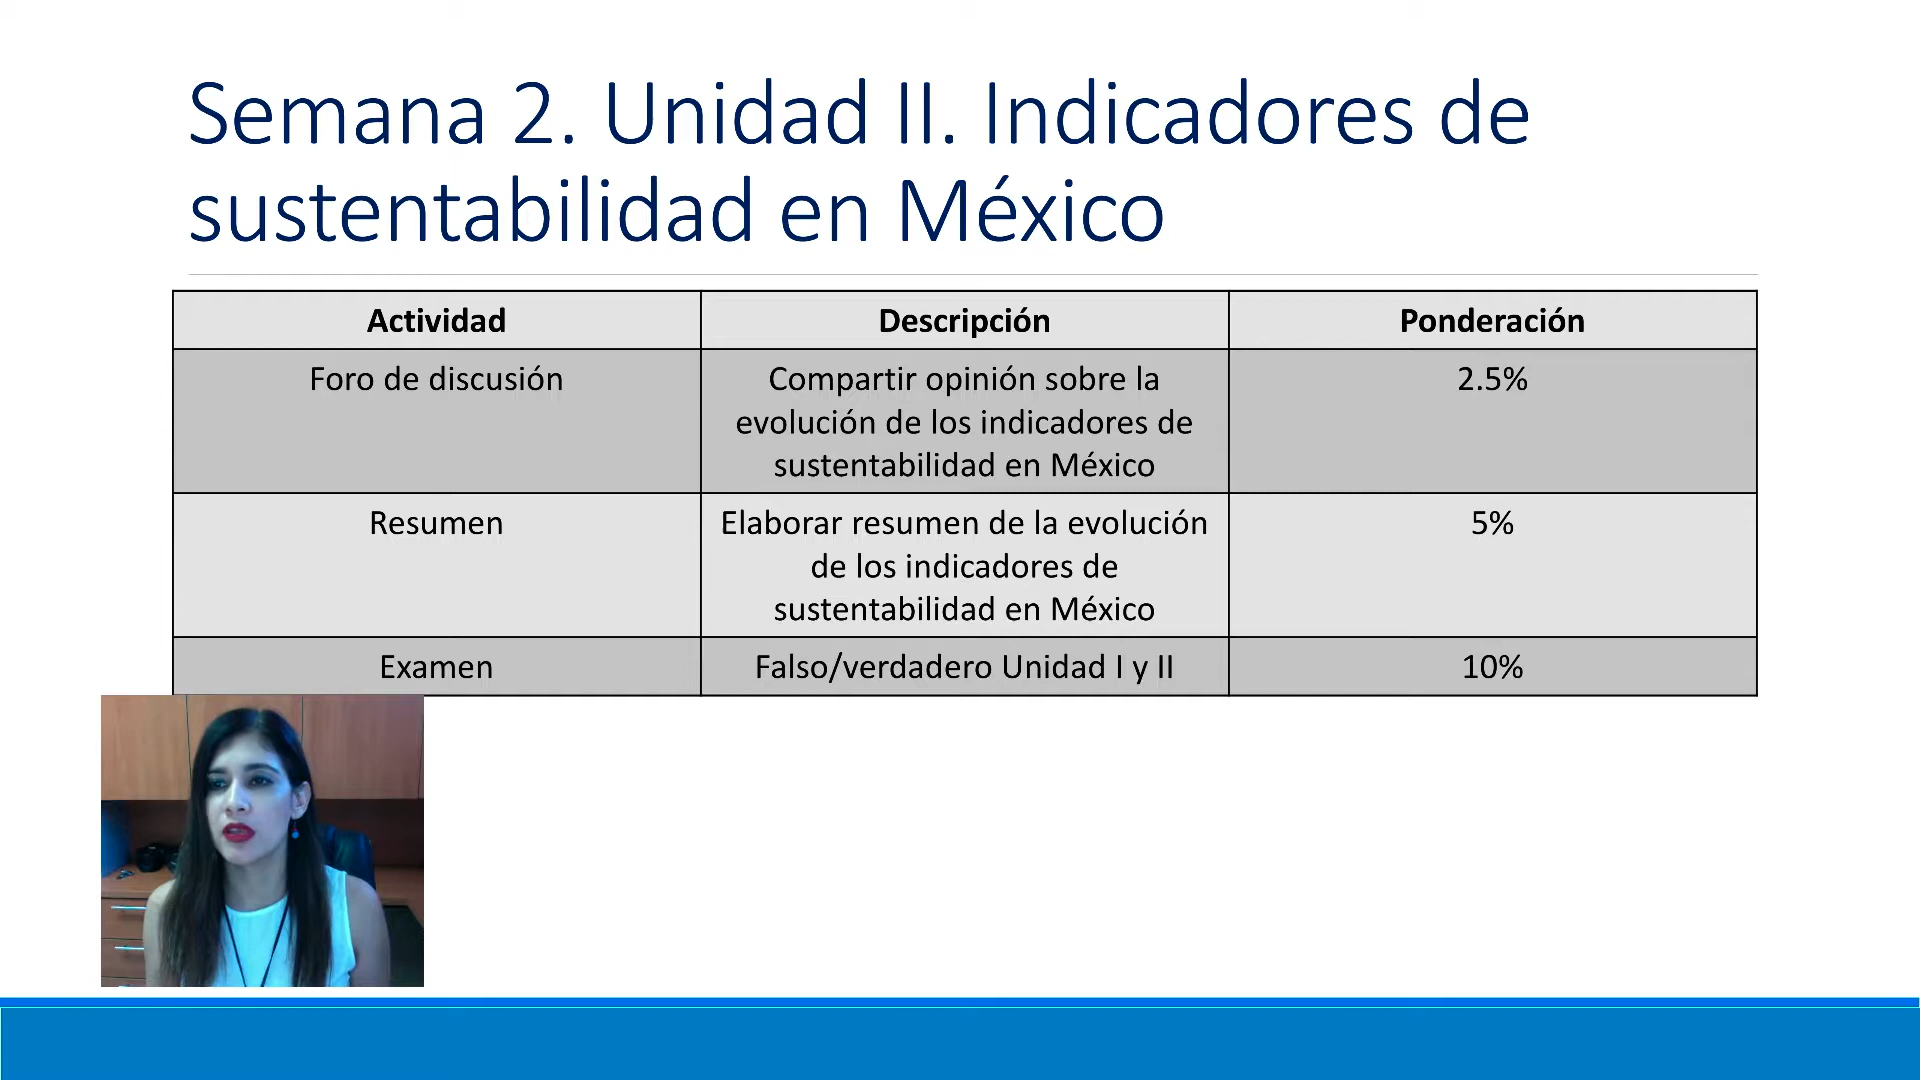 Semana 2. Unidad II. Indicadores de
sustentabilidad en México
Actividad
Descripción
Ponderación
Foro de discusión
Compartir opinión sobre la
evolución de los indicadores de
sustentabilidad en México
2.5%
Resumen
Elaborar resumen de la evolución
de los indicadores de
sustentabilidad en México
5%
Examen
Falso/verdadero Unidad I y II
10%